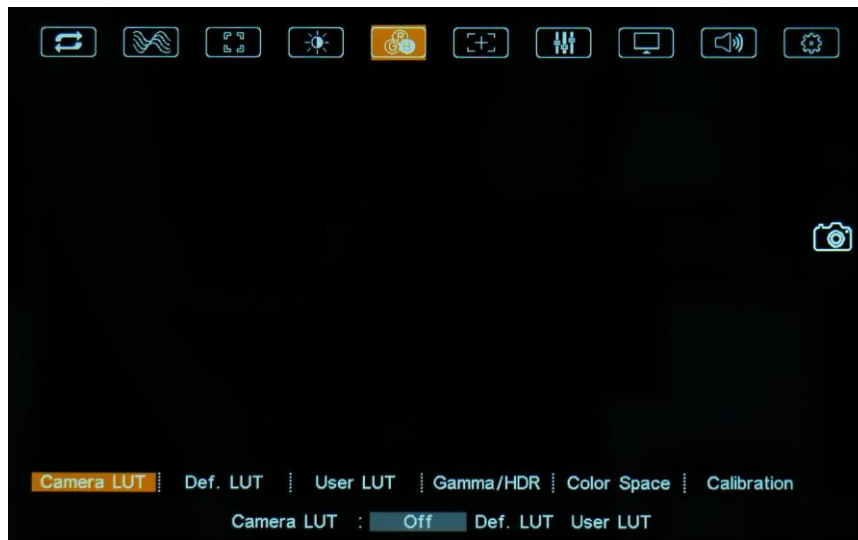 R
G B
Camera LUT Def. LUT User LUT Gamma/HDR Color Space Calibration
Camera LUT : Off Def. LUT User LUT